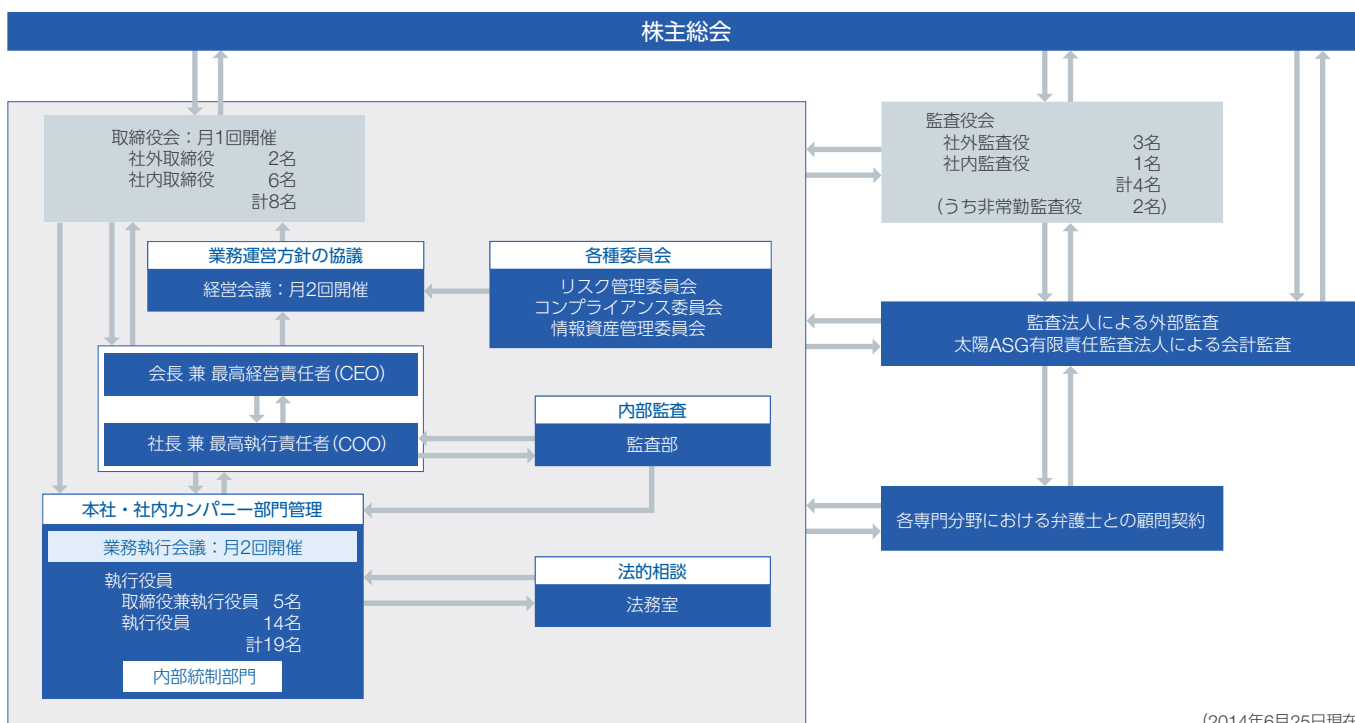 株主総会
取締役会：月1回開催
社外取締役 2名
社内取締役 6名
計8名
監査役会
社外監査役 3名
社内監査役 1名
計4名
(うち非常勤監査役 2名)
業務運営方針の協議
経営会議：月2回開催
各種委員会
リスク管理委員会
コンプライアンス委員会
情報資産管理委員会
監査法人による外部監査
太陽ASG有限責任監査法人による会計監査
会長 兼 最高経営責任者(CEO)
社長 兼 最高執行責任者(COO)
内部監査
監査部
本社・社内カンパニー部門管理
業務執行会議：月2回開催
執行役員
取締役兼執行役員 5名
執行役員 14名
計19名
内部統制部門
法的相談
法務室
各専門分野における弁護士との顧問契約
(2014年6月25日現在